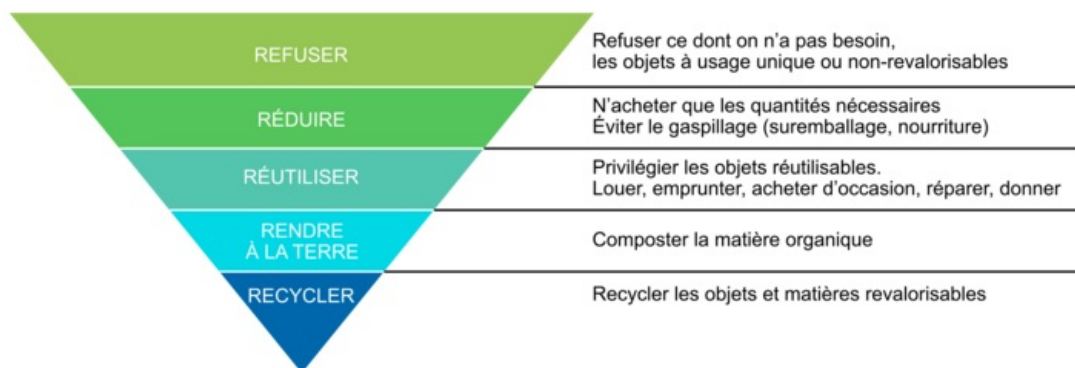 REFUSER
Refuser ce dont on n'a pas besoin,
les objets à usage unique ou non-revalorisables
RÉDUIRE
N'acheter que les quantités nécessaires
Éviter le gaspillage (suremballage, nourriture)
RÉUTILISER
Privilégier les objets réutilisables.
Louer, emprunter, acheter d'occasion, réparer, donner
RENDRE
À LA TERRE
Composter la matière organique
RECYCLER
Recycler les objets et matières revalorisables